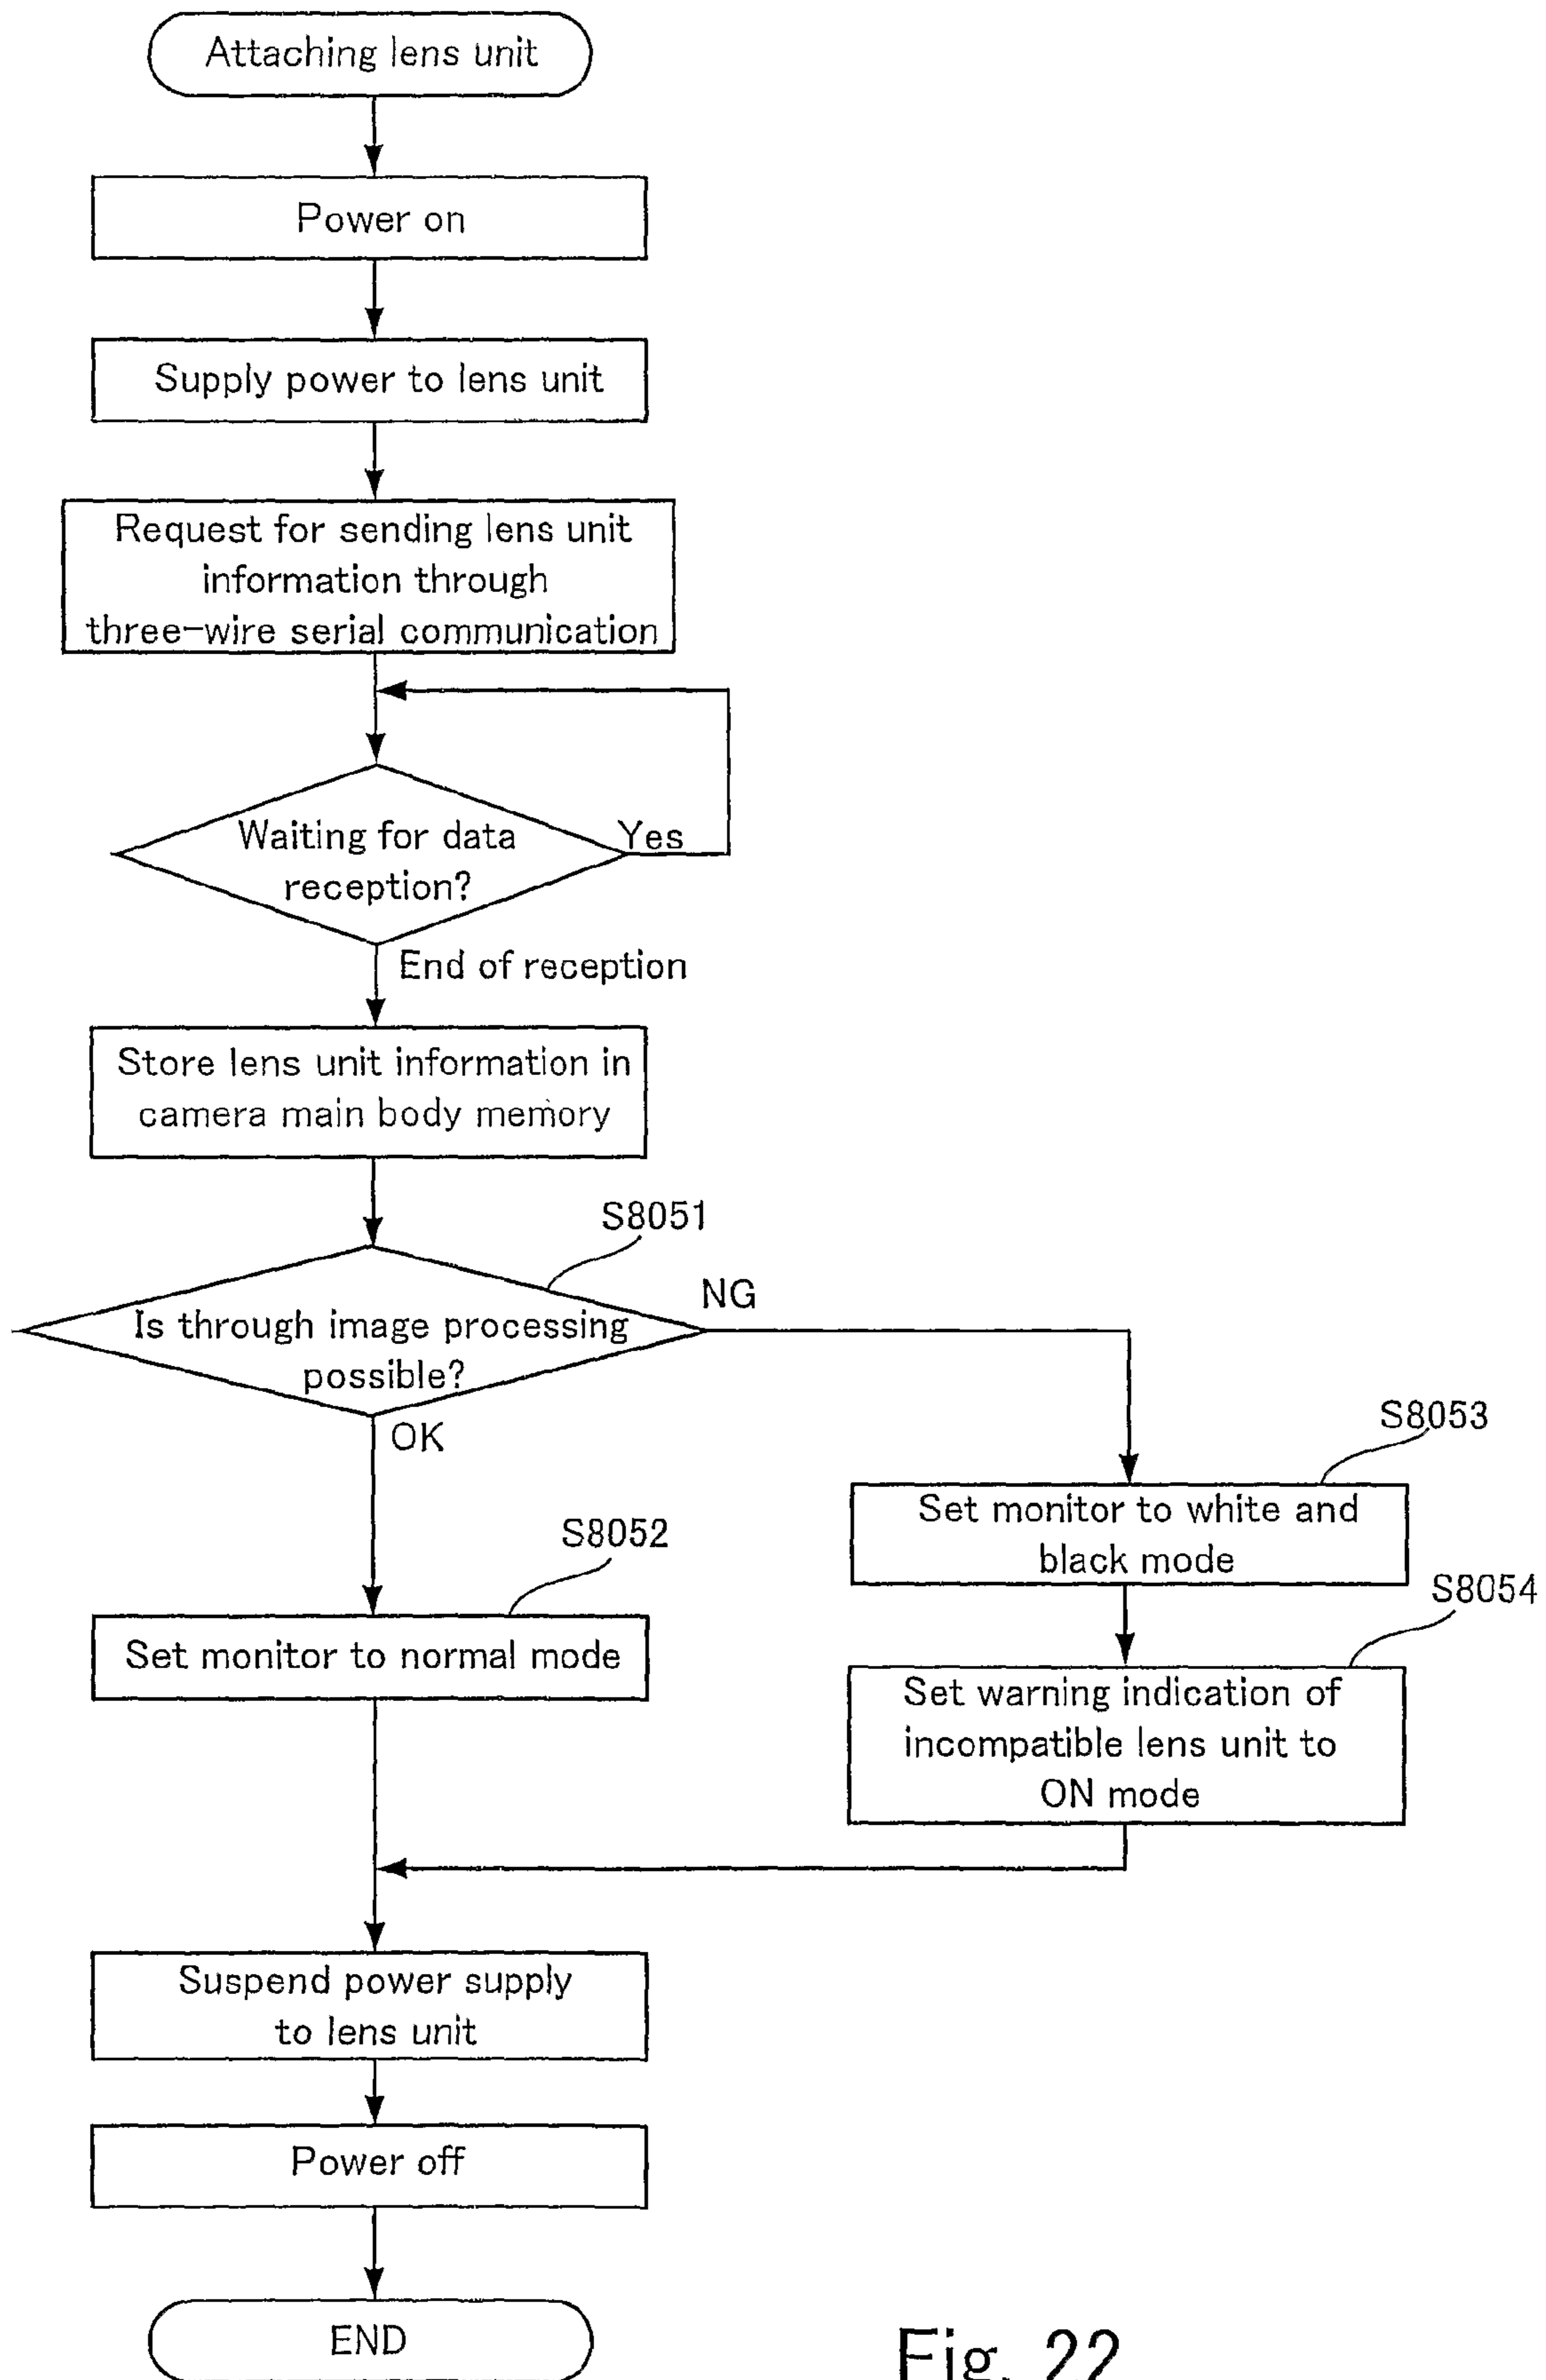 Attaching lens unit
Power on
Supply power to lens unit
Request for sending lens unit
information through
three-wire serial communication
Waiting for data
reception?
Yes
End of reception
Store lens unit information in
camera main body memory
S8051
Is through image processing
possible?
NG
OK
S8053
Set monitor to white and
black mode
S8052
Set monitor to normal mode
S8054
Set warning indication of
incompatible lens unit to
ON mode
Suspend power supply
to lens unit
Power off
END
Fig. 22